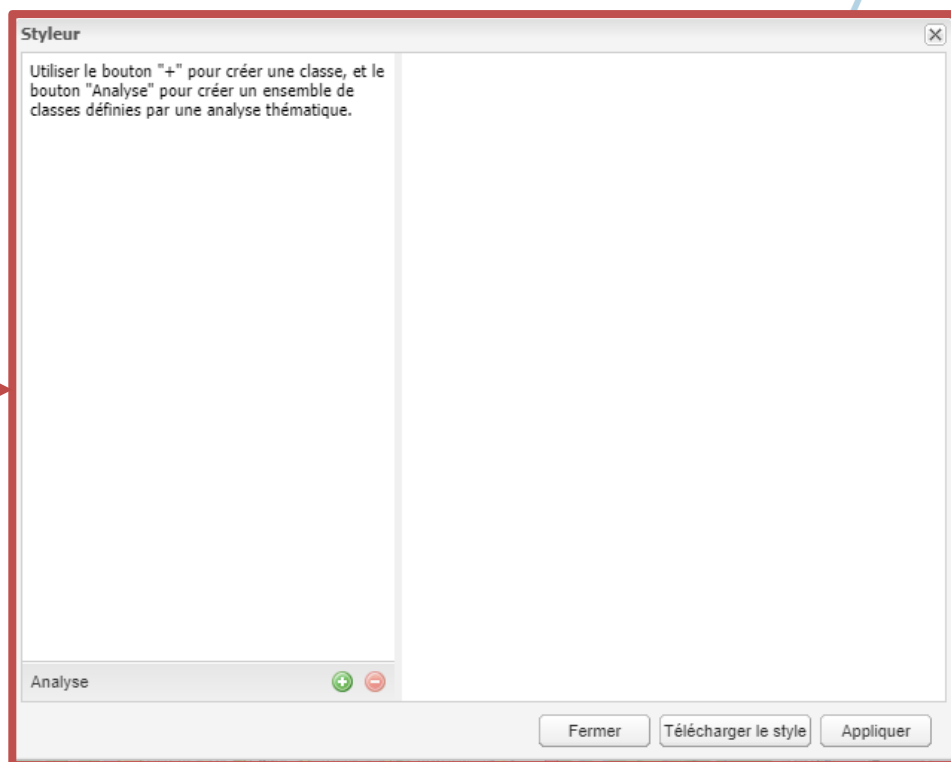 Styleur
Utiliser le bouton "+" pour créer une classe, et le
bouton "Analyse" pour créer un ensemble de
classes définies par une analyse thématique.
Analyse
Fermer
Télécharger le style
Appliquer